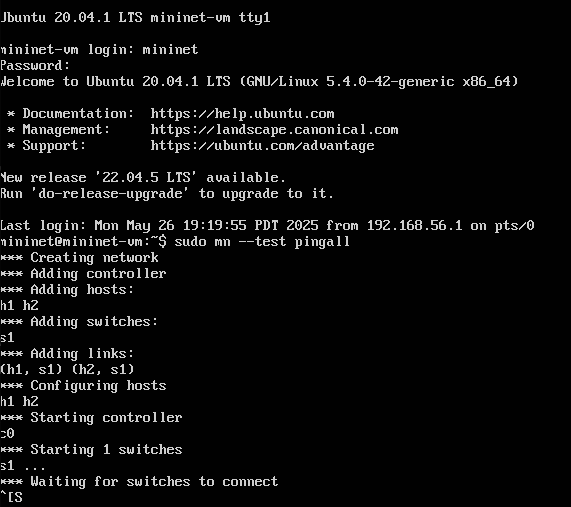 Ubuntu 20.04.1 LTS mininet-vm tty1
mininet-vm login: mininet
Password:
Welcome to Ubuntu 20.04.1 LTS (GNU/Linux 5.4.0-42-generic x86_64)
* Documentation:  https://help.ubuntu.com
* Management:     https://landscape.canonical.com
* Support:        https://ubuntu.com/advantage
New release '22.04.5 LTS' available.
Run 'do-release-upgrade' to upgrade to it.
Last login: Mon May 26 19:19:55 PDT 2025 from 192.168.56.1 on pts/0
mininet@mininet-vm:~$ sudo mn --test pingall
*** Creating network
*** Adding controller
*** Adding hosts:
h1 h2
*** Adding switches:
s1
*** Adding links:
(h1, s1) (h2, s1)
*** Configuring hosts
h1 h2
*** Starting controller
c0
*** Starting 1 switches
s1 ...
*** Waiting for switches to connect
^[S